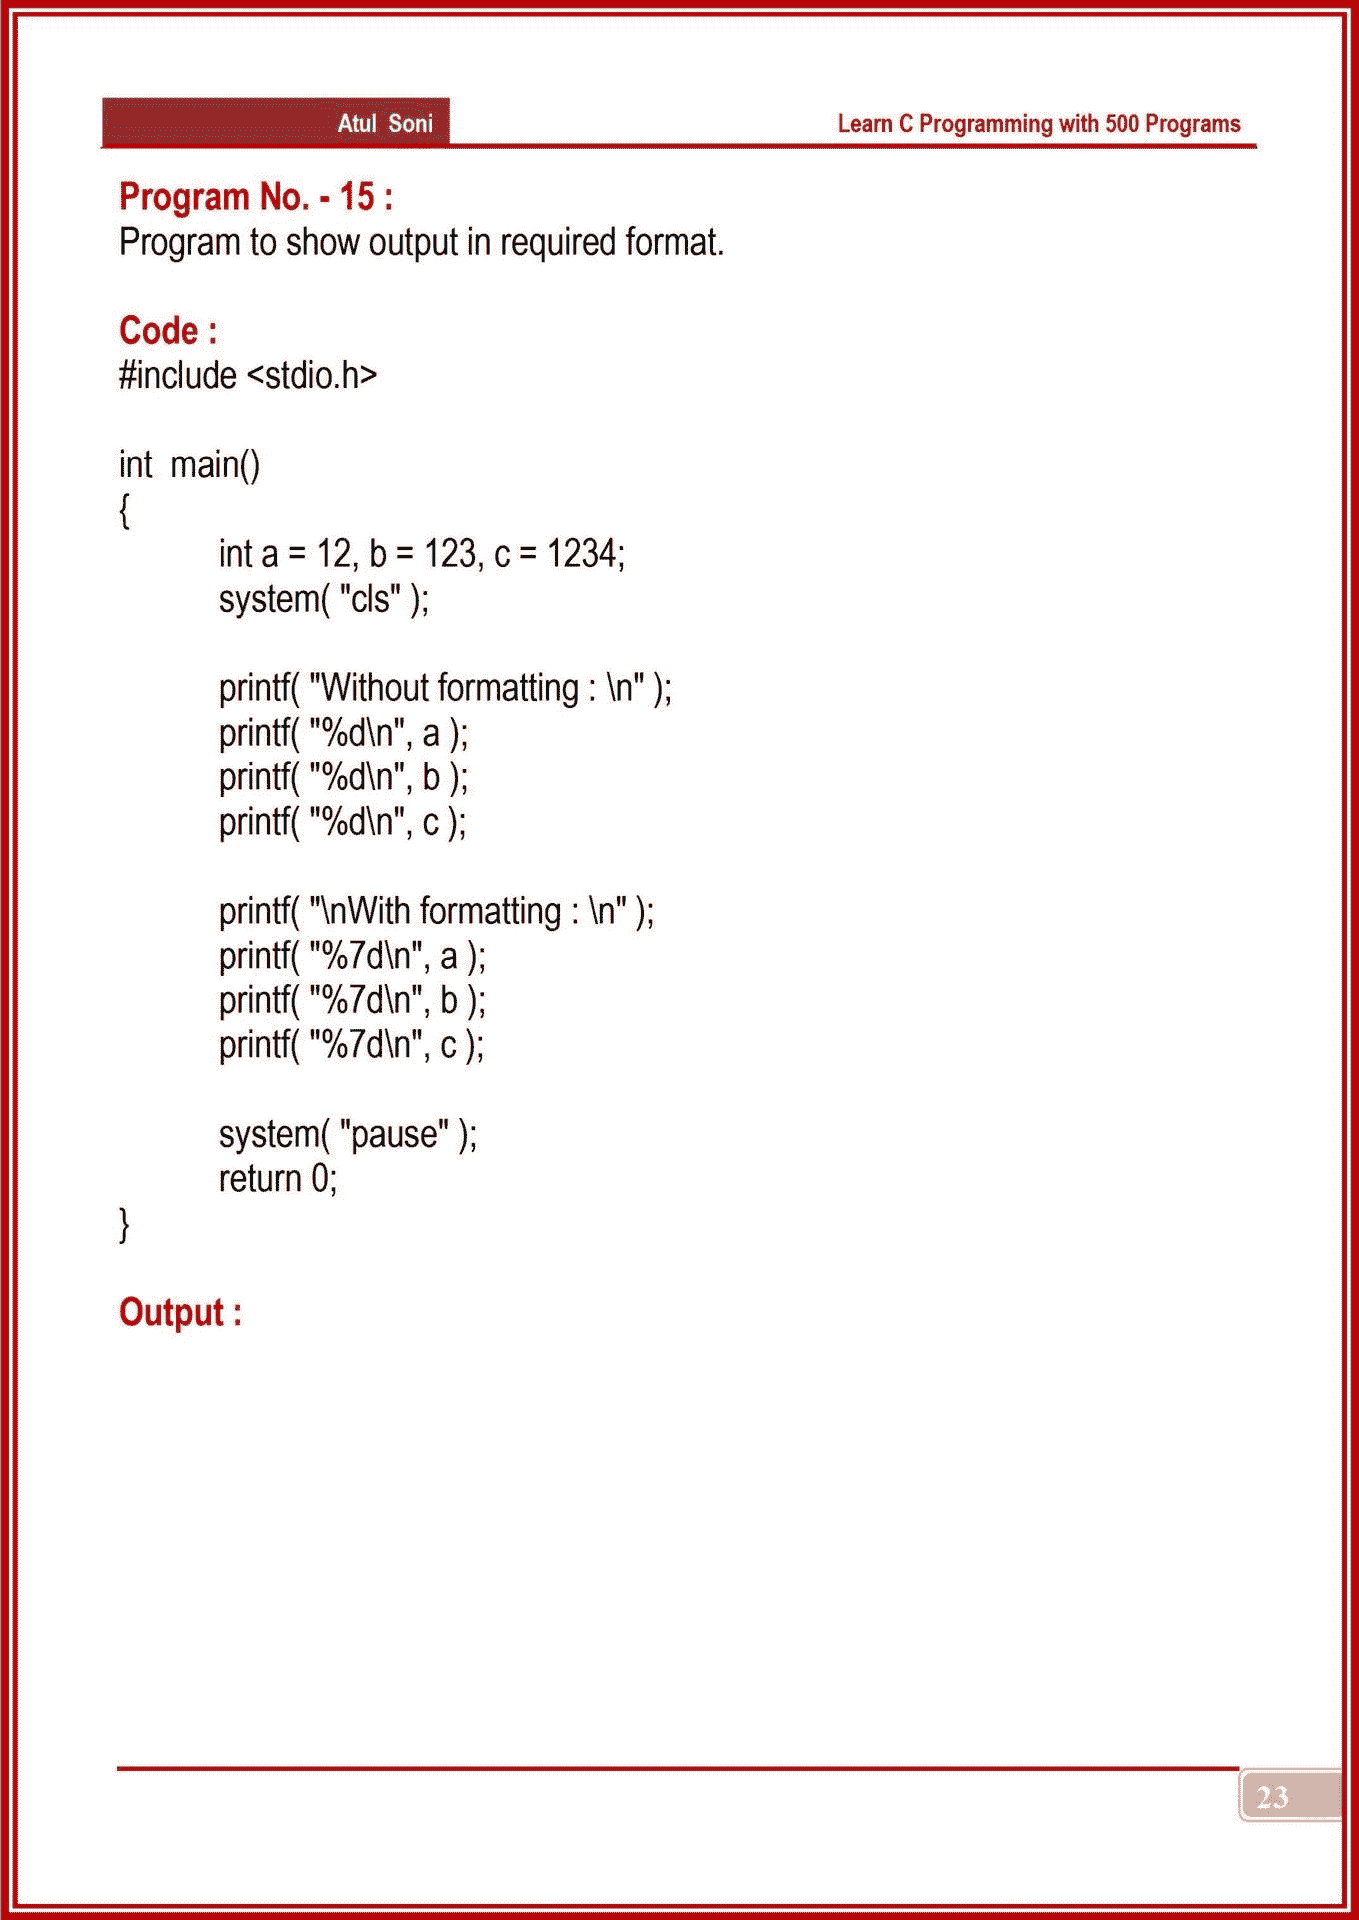 Atul  Soni
Learn C Programming with 500 Programs
Program No. - 15 :
Program to show output in required format.
Code :
#include <stdio.h>
int  main()
{
int a = 12, b = 123, c = 1234;
system( "cls" );
printf( "Without formatting : \n" );
printf( "%d\n", a );
printf( "%d\n", b );
printf( "%d\n", c );
printf( "\nWith formatting : \n" );
printf( "%7d\n", a );
printf( "%7d\n", b );
printf( "%7d\n", c );
system( "pause" );
return 0;
}
Output :
23